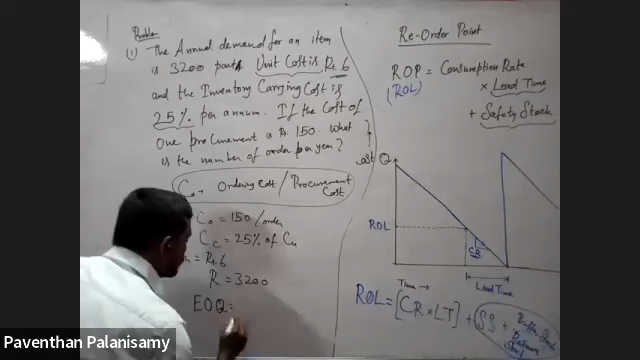 Problem
① The Annual demand for an item
is 3200 parts. Unit Cost is Rs. 6
and the Inventory Carrying Cost is
25% per annum. If the Cost of
One procurement is Rs. 150. What
is the number of order per year?
Co → Ordering Cost / Procurement
Cost
Co = 150/order
Cc = 25% of Cu
= Rs. 6
R = 3200
EOQ =
Re-Order Point
ROP = Consumption Rate
(ROL) × Lead Time
+ Safety Stock
Q
ROL
Time →
Lead Time
ROL = [CR × LT] + (SS +
Paventhan Palanisamy